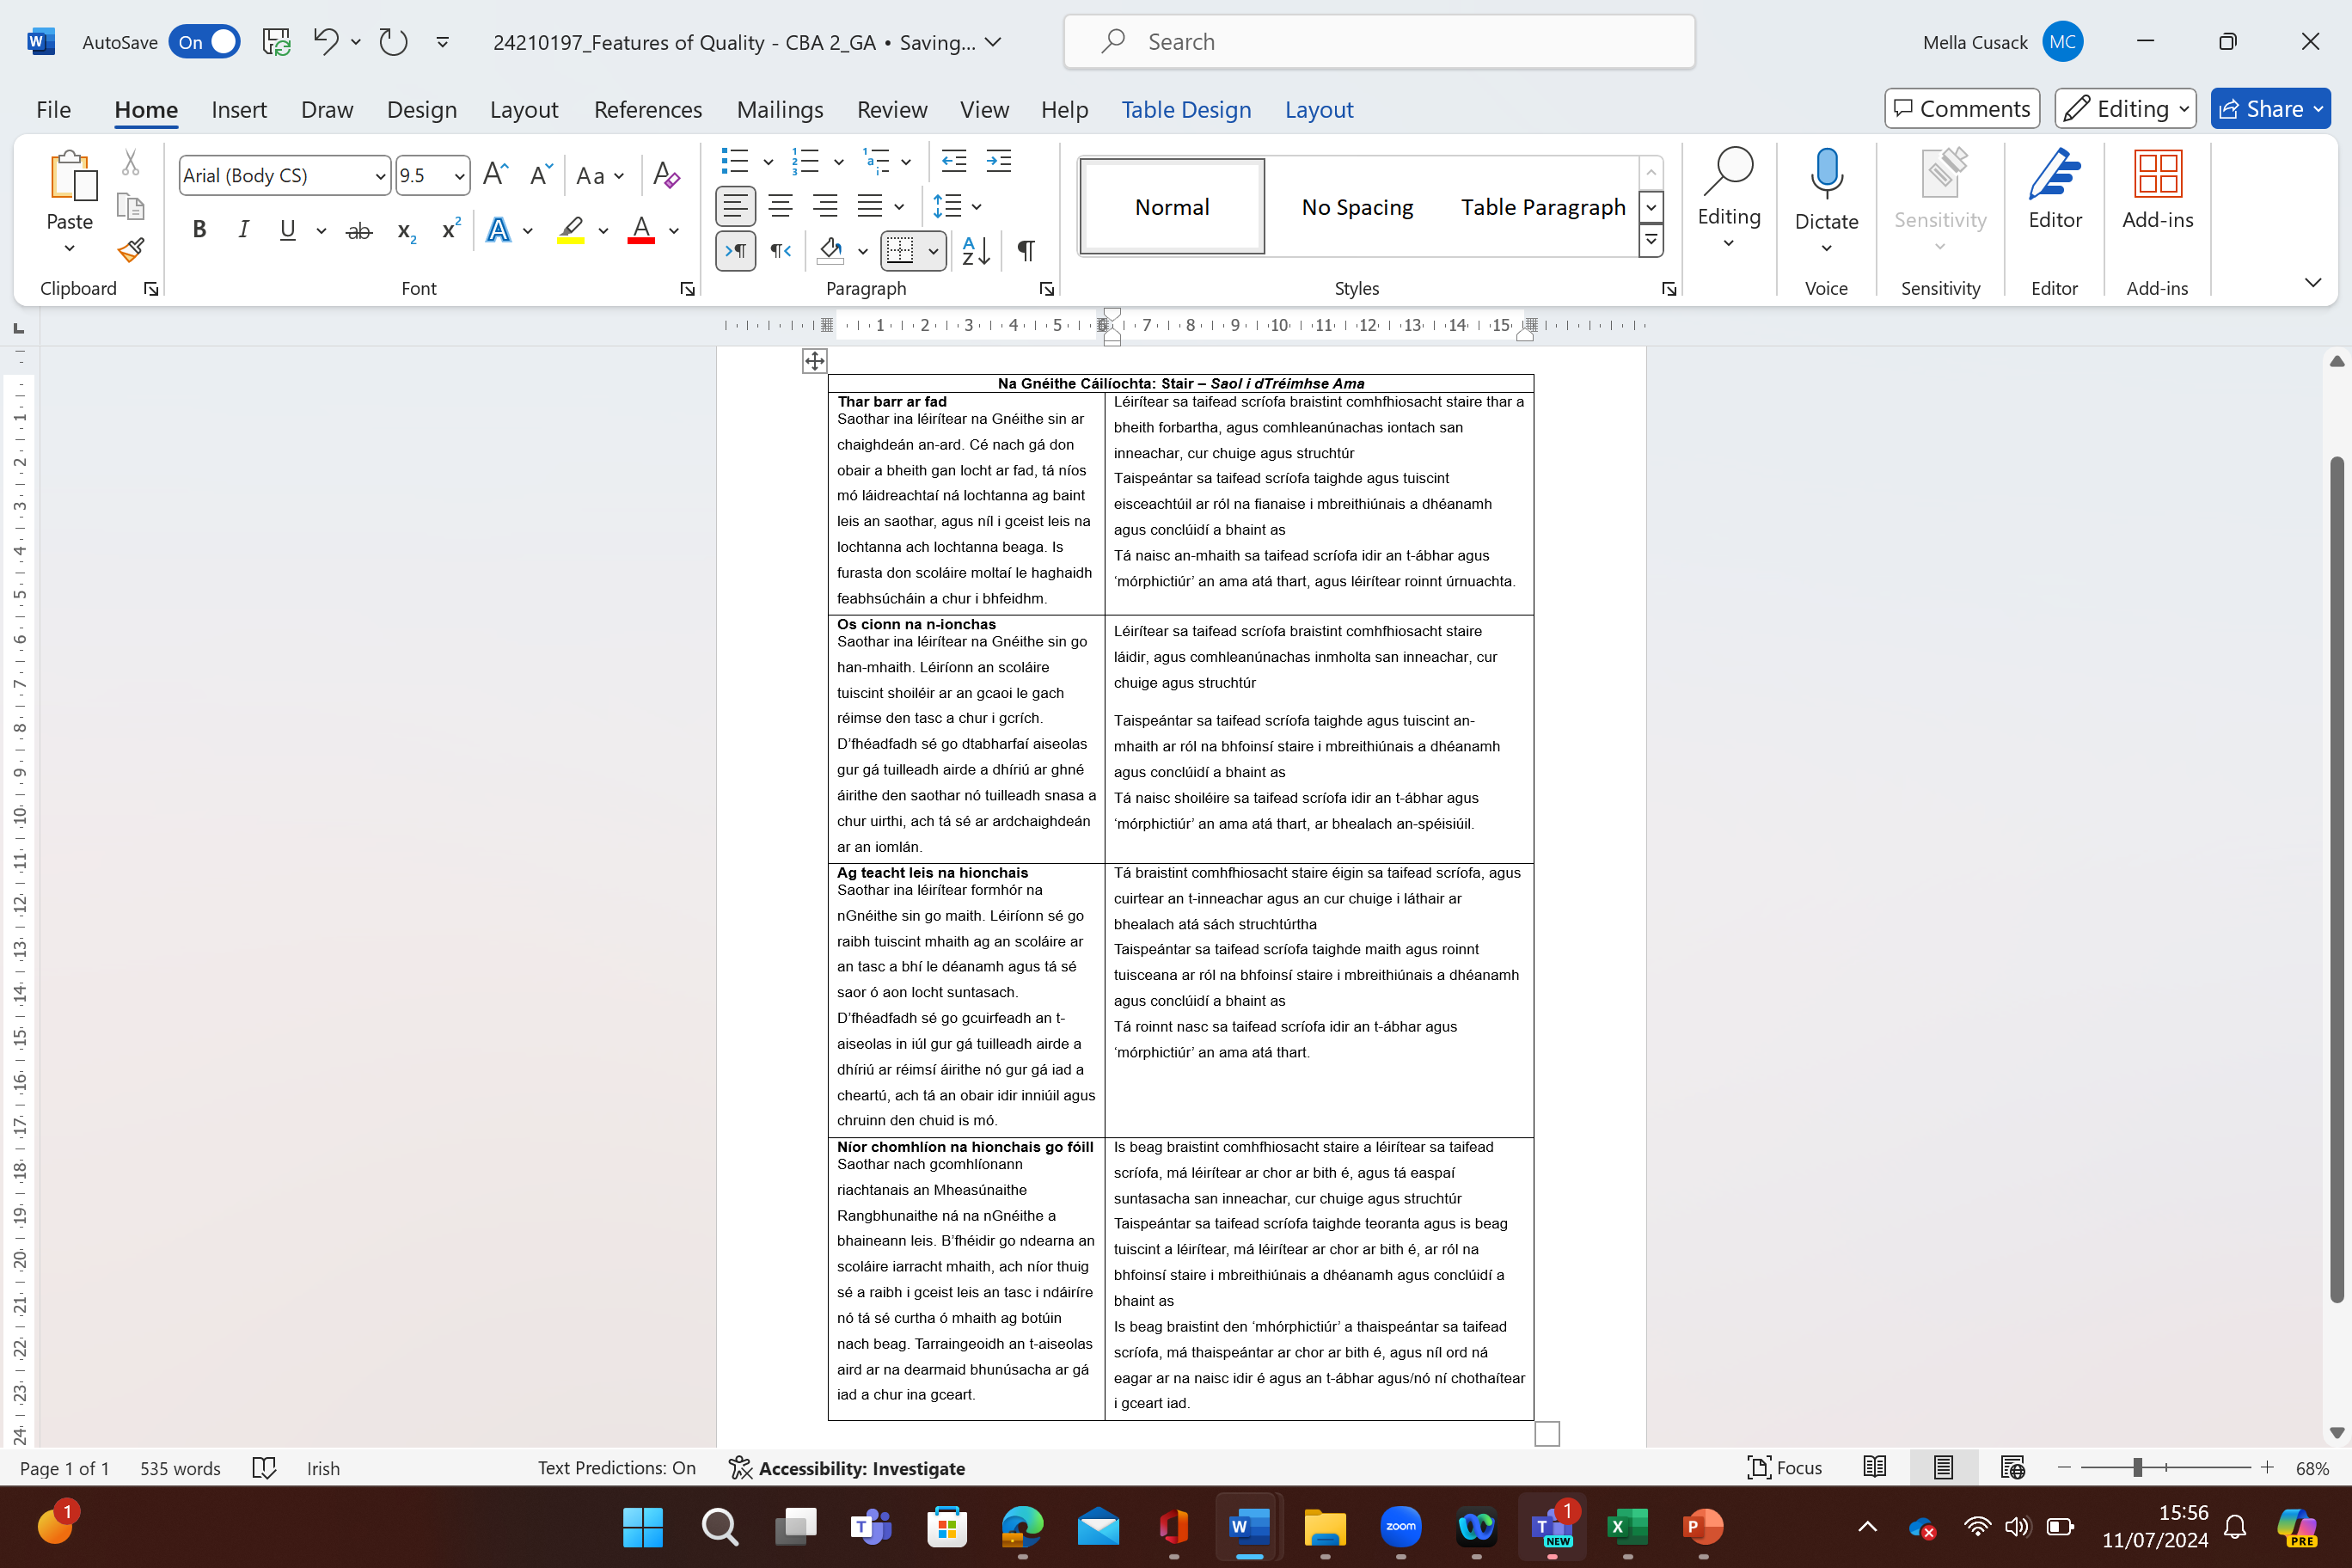 AutoSave On 24210197_Features of Quality - CBA 2_GA • Saving... Search Mella Cusack MC
File Home Insert Draw Design Layout References Mailings Review View Help Table Design Layout Comments Editing Share
Paste Arial (Body CS) 9.5 Normal No Spacing Table Paragraph Editing Dictate Sensitivity Editor Add-ins
Clipboard Font Paragraph Styles Voice Sensitivity Editor Add-ins
1 2 3 4 5 6 7 8 9 10 11 12 13 14 15
Na Gnéithe Cáilíochta: Stair – Saol i dTréimhse Ama
Thar barr ar fad
Saothar ina léirítear na Gnéithe sin ar
chaighdeán an-ard. Cé nach gá don
obair a bheith gan locht ar fad, tá níos
mó láidreachtaí ná lochtanna ag baint
leis an saothar, agus níl i gceist leis na
lochtanna ach lochtanna beaga. Is
furasta don scoláire moltaí le haghaidh
feabhsúcháin a chur i bhfeidhm.
Léirítear sa taifead scríofa braistint comhfhiosacht staire thar a
bheith forbartha, agus comhleanúnachas iontach san
inneachar, cur chuige agus struchtúr
Taispeántar sa taifead scríofa taighde agus tuiscint
eisceachtúil ar ról na fianaise i mbreithiúnais a dhéanamh
agus conclúidí a bhaint as
Tá naisc an-mhaith sa taifead scríofa idir an t-ábhar agus
‘mórphictiúr’ an ama atá thart, agus léirítear roinnt úrnuachta.
Os cionn na n-ionchas
Saothar ina léirítear na Gnéithe sin go
han-mhaith. Léiríonn an scoláire
tuiscint shoiléir ar an gcaoi le gach
réimse den tasc a chur i gcrích.
D’fhéadfadh sé go dtabharfaí aiseolas
gur gá tuilleadh airde a dhíriú ar ghné
áirithe den saothar nó tuilleadh snasa a
chur uirthi, ach tá sé ar ardchaighdeán
ar an iomlán.
Léirítear sa taifead scríofa braistint comhfhiosacht staire
láidir, agus comhleanúnachas inmholta san inneachar, cur
chuige agus struchtúr
Taispeántar sa taifead scríofa taighde agus tuiscint an-
mhaith ar ról na bhfoinsí staire i mbreithiúnais a dhéanamh
agus conclúidí a bhaint as
Tá naisc shoiléire sa taifead scríofa idir an t-ábhar agus
‘mórphictiúr’ an ama atá thart, ar bhealach an-spéisiúil.
Ag teacht leis na hionchais
Saothar ina léirítear formhór na
nGnéithe sin go maith. Léiríonn sé go
raibh tuiscint mhaith ag an scoláire ar
an tasc a bhí le déanamh agus tá sé
saor ó aon locht suntasach.
D’fhéadfadh sé go gcuirfeadh an t-
aiseolas in iúl gur gá tuilleadh airde a
dhíriú ar réimsí áirithe nó gur gá iad a
cheartú, ach tá an obair idir inniúil agus
chruinn den chuid is mó.
Tá braistint comhfhiosacht staire éigin sa taifead scríofa, agus
cuirtear an t-inneachar agus an cur chuige i láthair ar
bhealach atá sách struchtúrtha
Taispeántar sa taifead scríofa taighde maith agus roinnt
tuisceana ar ról na bhfoinsí staire i mbreithiúnais a dhéanamh
agus conclúidí a bhaint as
Tá roinnt nasc sa taifead scríofa idir an t-ábhar agus
‘mórphictiúr’ an ama atá thart.
Níor chomhlíon na hionchais go fóill
Saothar nach gcomhlíonann
riachtanais an Mheasúnaithe
Rangbhunaithe ná na nGnéithe a
bhaineann leis. B’fhéidir go ndearna an
scoláire iarracht mhaith, ach níor thuig
sé a raibh i gceist leis an tasc i ndáiríre
nó tá sé curtha ó mhaith ag botúin
nach beag. Tarraingeoidh an t-aiseolas
aird ar na dearmaid bhunúsacha ar gá
iad a chur ina gceart.
Is beag braistint comhfhiosacht staire a léirítear sa taifead
scríofa, má léirítear ar chor ar bith é, agus tá easpaí
suntasacha san inneachar, cur chuige agus struchtúr
Taispeántar sa taifead scríofa taighde teoranta agus is beag
tuiscint a léirítear, má léirítear ar chor ar bith é, ar ról na
bhfoinsí staire i mbreithiúnais a dhéanamh agus conclúidí a
bhaint as
Is beag braistint den ‘mhórphictiúr’ a thaispeántar sa taifead
scríofa, má thaispeántar ar chor ar bith é, agus níl ord ná
eagar ar na naisc idir é agus an t-ábhar agus/nó ní chothaítear
i gceart iad.
Page 1 of 1 535 words Irish Text Predictions: On Accessibility: Investigate Focus 68%
15:56
11/07/2024